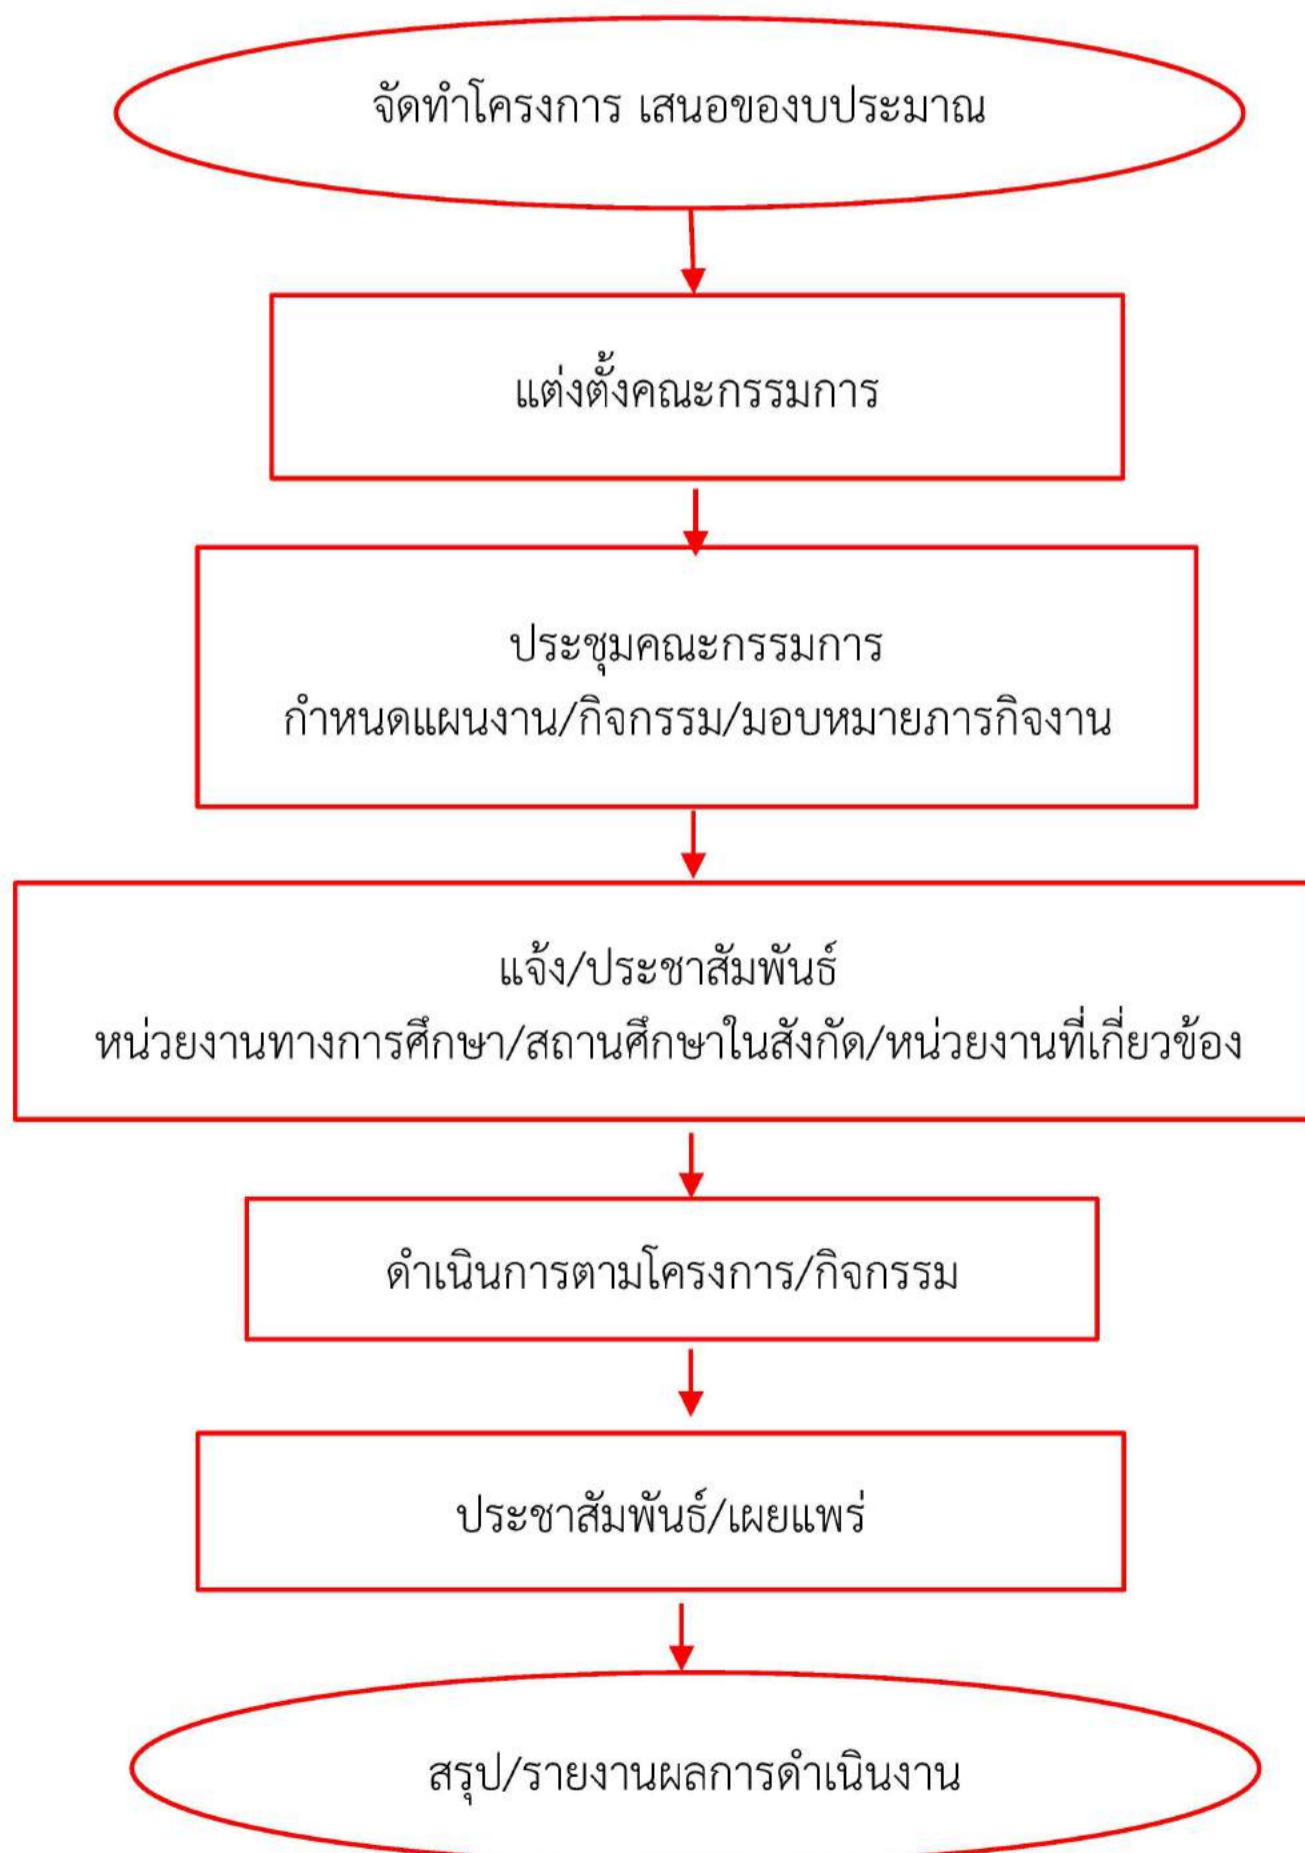 จัดทำโครงการ เสนอของบประมาณ
แต่งตั้งคณะกรรมการ
ประชุมคณะกรรมการ
กำหนดแผนงาน/กิจกรรม/มอบหมายภารกิจงาน
แจ้ง/ประชาสัมพันธ์
หน่วยงานทางการศึกษา/สถานศึกษาในสังกัด/หน่วยงานที่เกี่ยวข้อง
ดำเนินการตามโครงการ/กิจกรรม
ประชาสัมพันธ์/เผยแพร่
สรุป/รายงานผลการดำเนินงาน